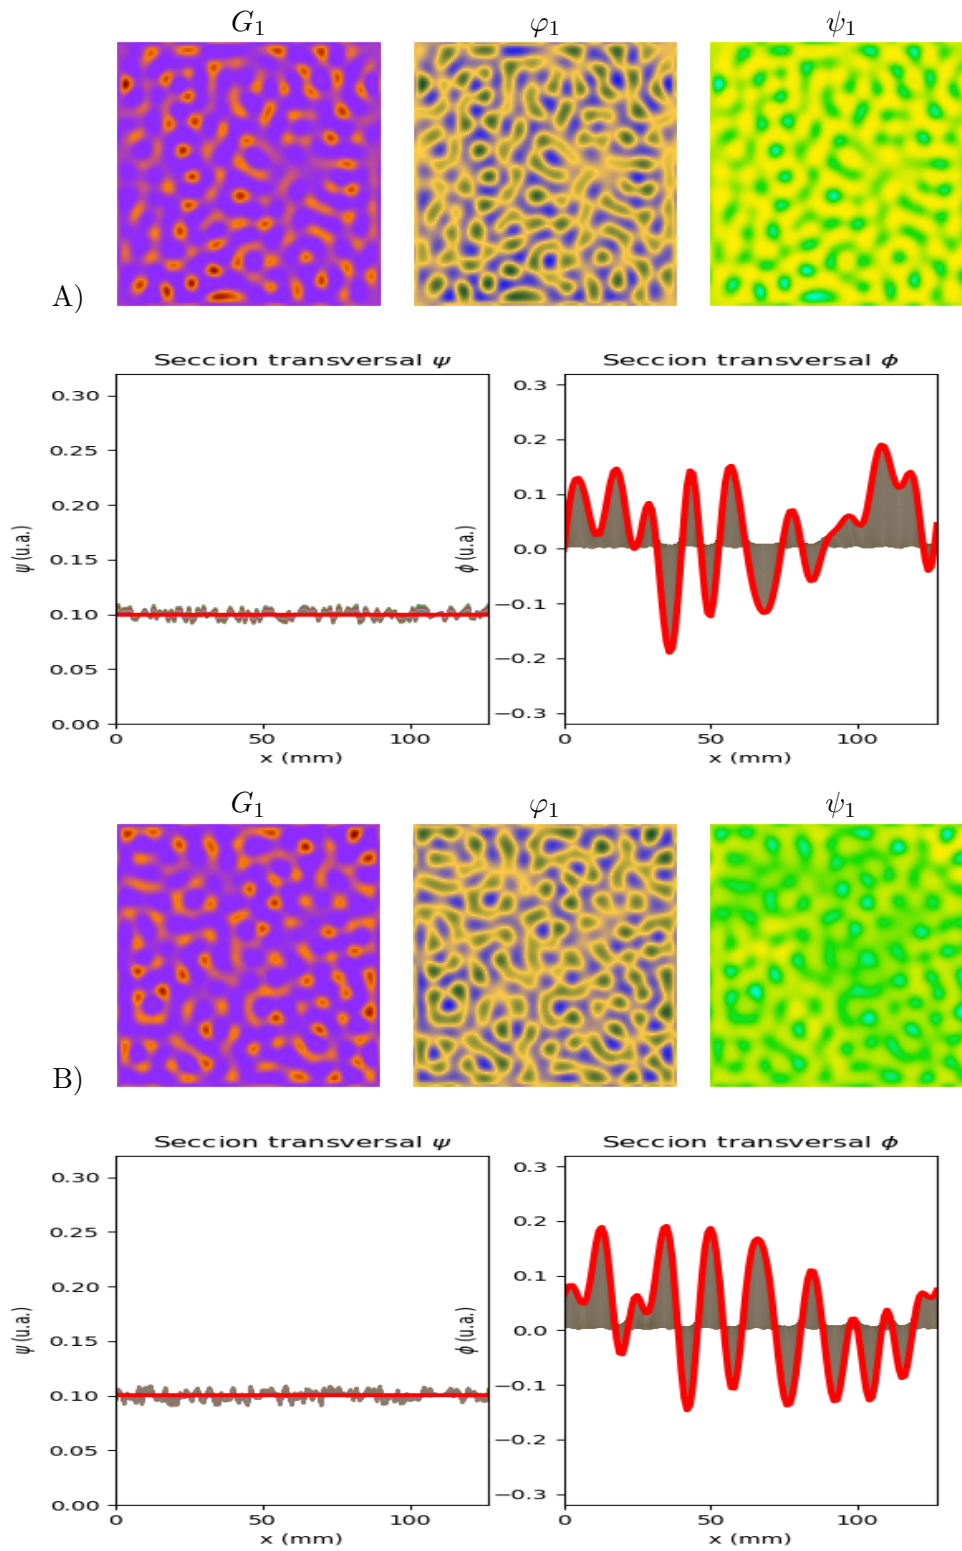 G₁ φ₁ ψ₁
A)
Seccion transversal ψ Seccion transversal ϕ
0.30 0.3
0.25 0.2
0.20 0.1
0.15 0.0
0.10 −0.1
0.05 −0.2
0.00 −0.3
ψ (u.a.) ϕ (u.a.)
0 50 100 0 50 100
x (mm) x (mm)
G₁ φ₁ ψ₁
B)
Seccion transversal ψ Seccion transversal ϕ
0.30 0.3
0.25 0.2
0.20 0.1
0.15 0.0
0.10 −0.1
0.05 −0.2
0.00 −0.3
ψ (u.a.) ϕ (u.a.)
0 50 100 0 50 100
x (mm) x (mm)